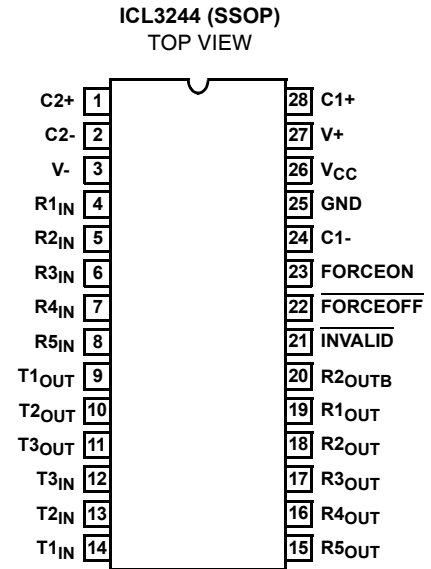 ICL3244 (SSOP)
TOP VIEW
C2+ 1 28 C1+
C2- 2 27 V+
V- 3 26 VCC
R1IN 4 25 GND
R2IN 5 24 C1-
R3IN 6 23 FORCEON
R4IN 7 22 FORCEOFF
R5IN 8 21 INVALID
T1OUT 9 20 R2OUTB
T2OUT 10 19 R1OUT
T3OUT 11 18 R2OUT
T3IN 12 17 R3OUT
T2IN 13 16 R4OUT
T1IN 14 15 R5OUT